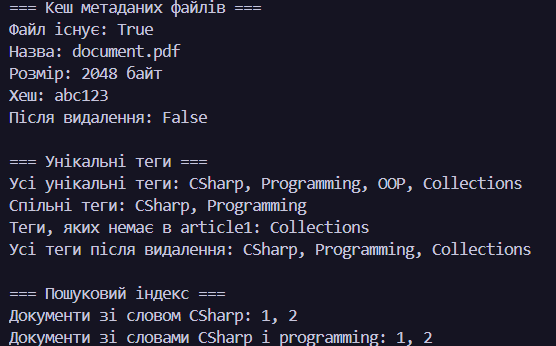 === Кеш метаданих файлів ===
Файл існує: True
Назва: document.pdf
Розмір: 2048 байт
Хеш: abc123
Після видалення: False
=== Унікальні теги ===
Усі унікальні теги: CSharp, Programming, OOP, Collections
Спільні теги: CSharp, Programming
Теги, яких немає в article1: Collections
Усі теги після видалення: CSharp, Programming, Collections
=== Пошуковий індекс ===
Документи зі словом CSharp: 1, 2
Документи зі словами CSharp і programming: 1, 2